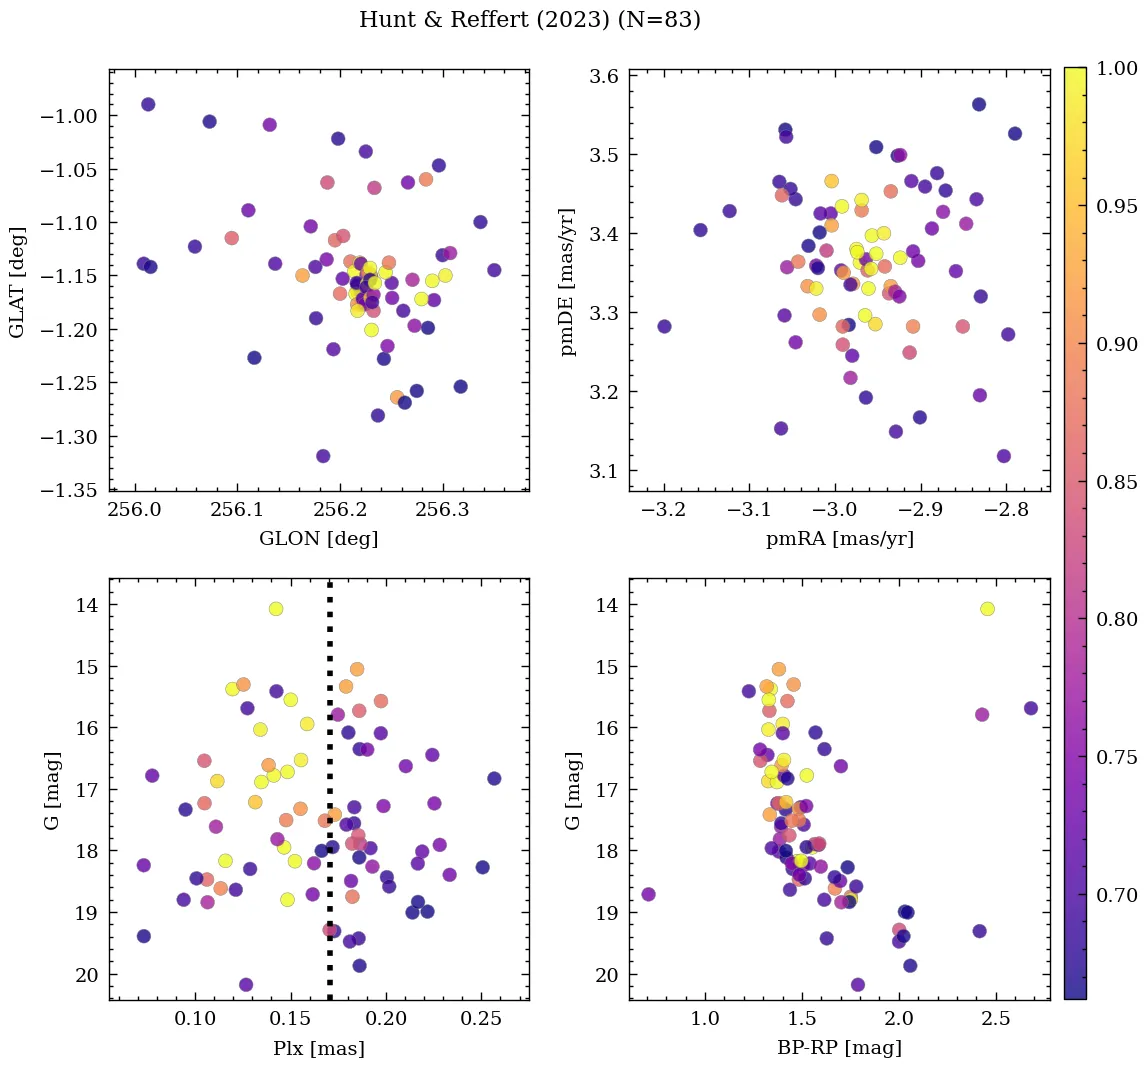 Hunt & Reffert (2023) (N=83)
−1.00
−1.05
−1.10
−1.15
−1.20
−1.25
−1.30
−1.35
GLAT [deg]
256.0 256.1 256.2 256.3
GLON [deg]
3.6
3.5
3.4
3.3
3.2
3.1
pmDE [mas/yr]
−3.2 −3.1 −3.0 −2.9 −2.8
pmRA [mas/yr]
14
15
16
17
18
19
20
G [mag]
0.10 0.15 0.20 0.25
Plx [mas]
14
15
16
17
18
19
20
G [mag]
1.0 1.5 2.0 2.5
BP-RP [mag]
1.00
0.95
0.90
0.85
0.80
0.75
0.70